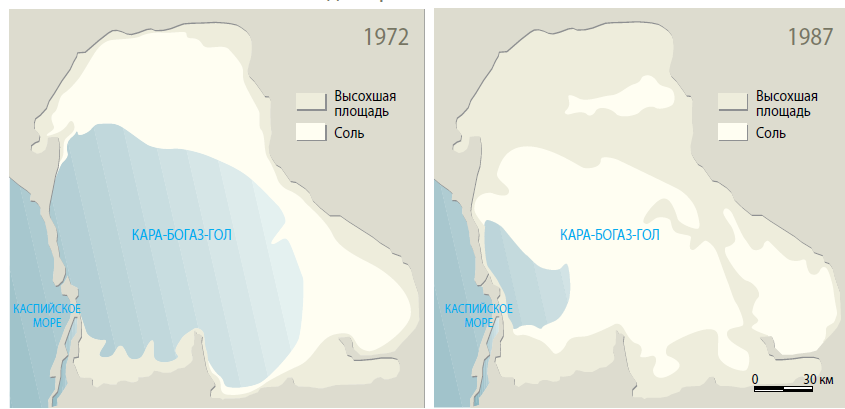 1972
Высохшая
площадь
Соль
КАРА-БОГАЗ-ГОЛ
КАСПИЙСКОЕ
МОРЕ
1987
Высохшая
площадь
Соль
КАРА-БОГАЗ-ГОЛ
КАСПИЙСКОЕ
МОРЕ
0 30 км